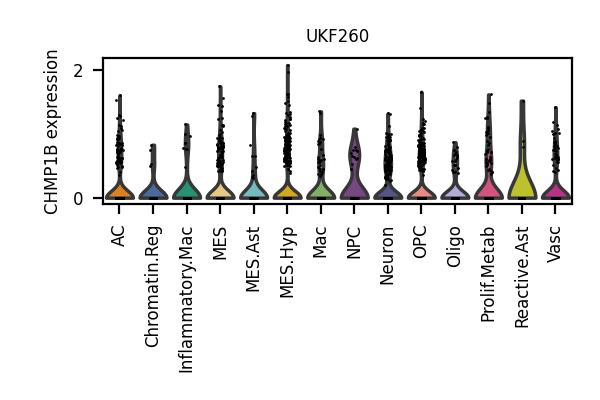 UKF260
CHMP1B expression
2
0
AC
Chromatin.Reg
Inflammatory.Mac
MES
MES.Ast
MES.Hyp
Mac
NPC
Neuron
OPC
Oligo
Prolif.Metab
Reactive.Ast
Vasc